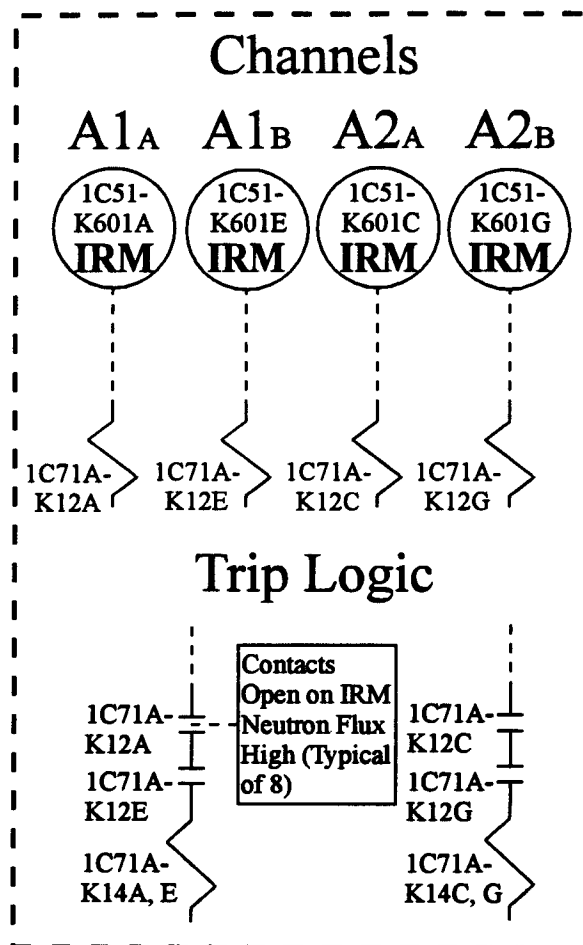 Channels
A1A A1B A2A A2B
1C51-
K601A
IRM
1C51-
K601E
IRM
1C51-
K601C
IRM
1C51-
K601G
IRM
1C71A-
K12A
1C71A-
K12E
1C71A-
K12C
1C71A-
K12G
Trip Logic
1C71A-
K12A
1C71A-
K12E
1C71A-
K14A, E
Contacts
Open on IRM
Neutron Flux
High (Typical
of 8)
1C71A-
K12C
1C71A-
K12G
1C71A-
K14C, G